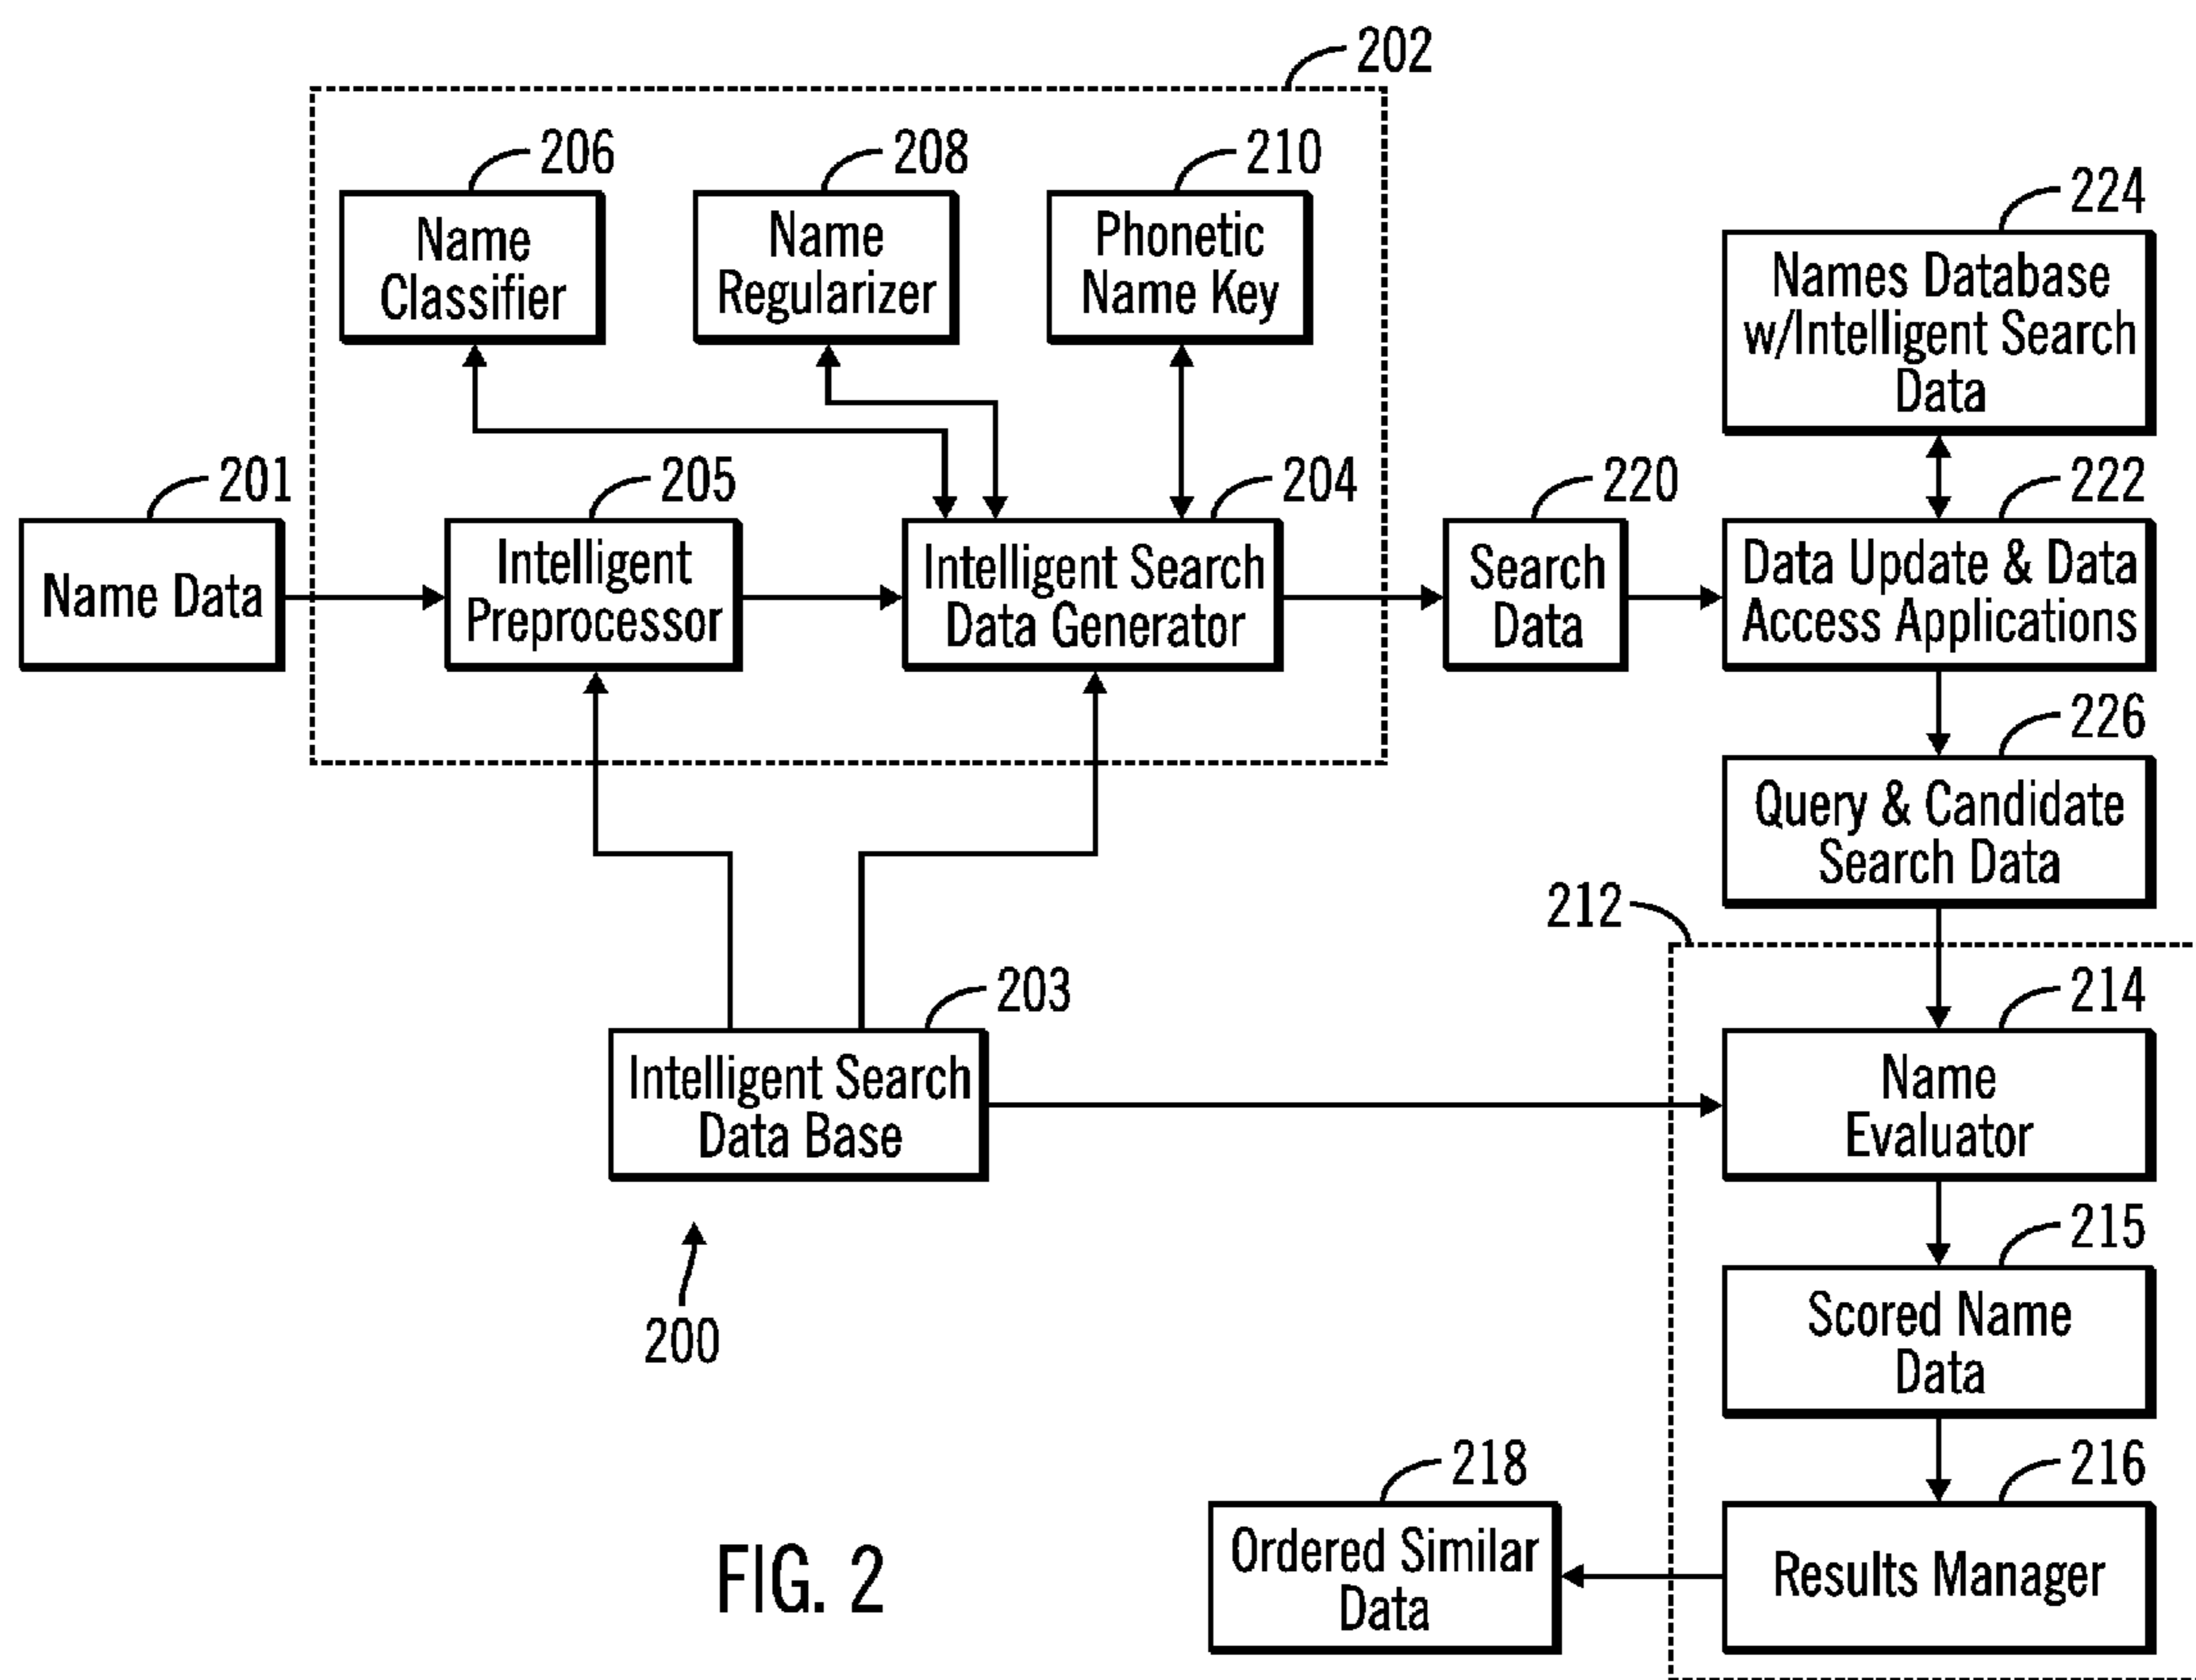 202
206
208
210
Name
Classifier
Name
Regularizer
Phonetic
Name Key
224
Names Database
w/Intelligent Search
Data
201
205
204
220
222
Name Data
Intelligent
Preprocessor
Intelligent Search
Data Generator
Search
Data
Data Update & Data
Access Applications
226
Query & Candidate
Search Data
212
203
214
Intelligent Search
Data Base
Name
Evaluator
200
215
Scored Name
Data
218
216
Ordered Similar
Data
Results Manager
FIG. 2